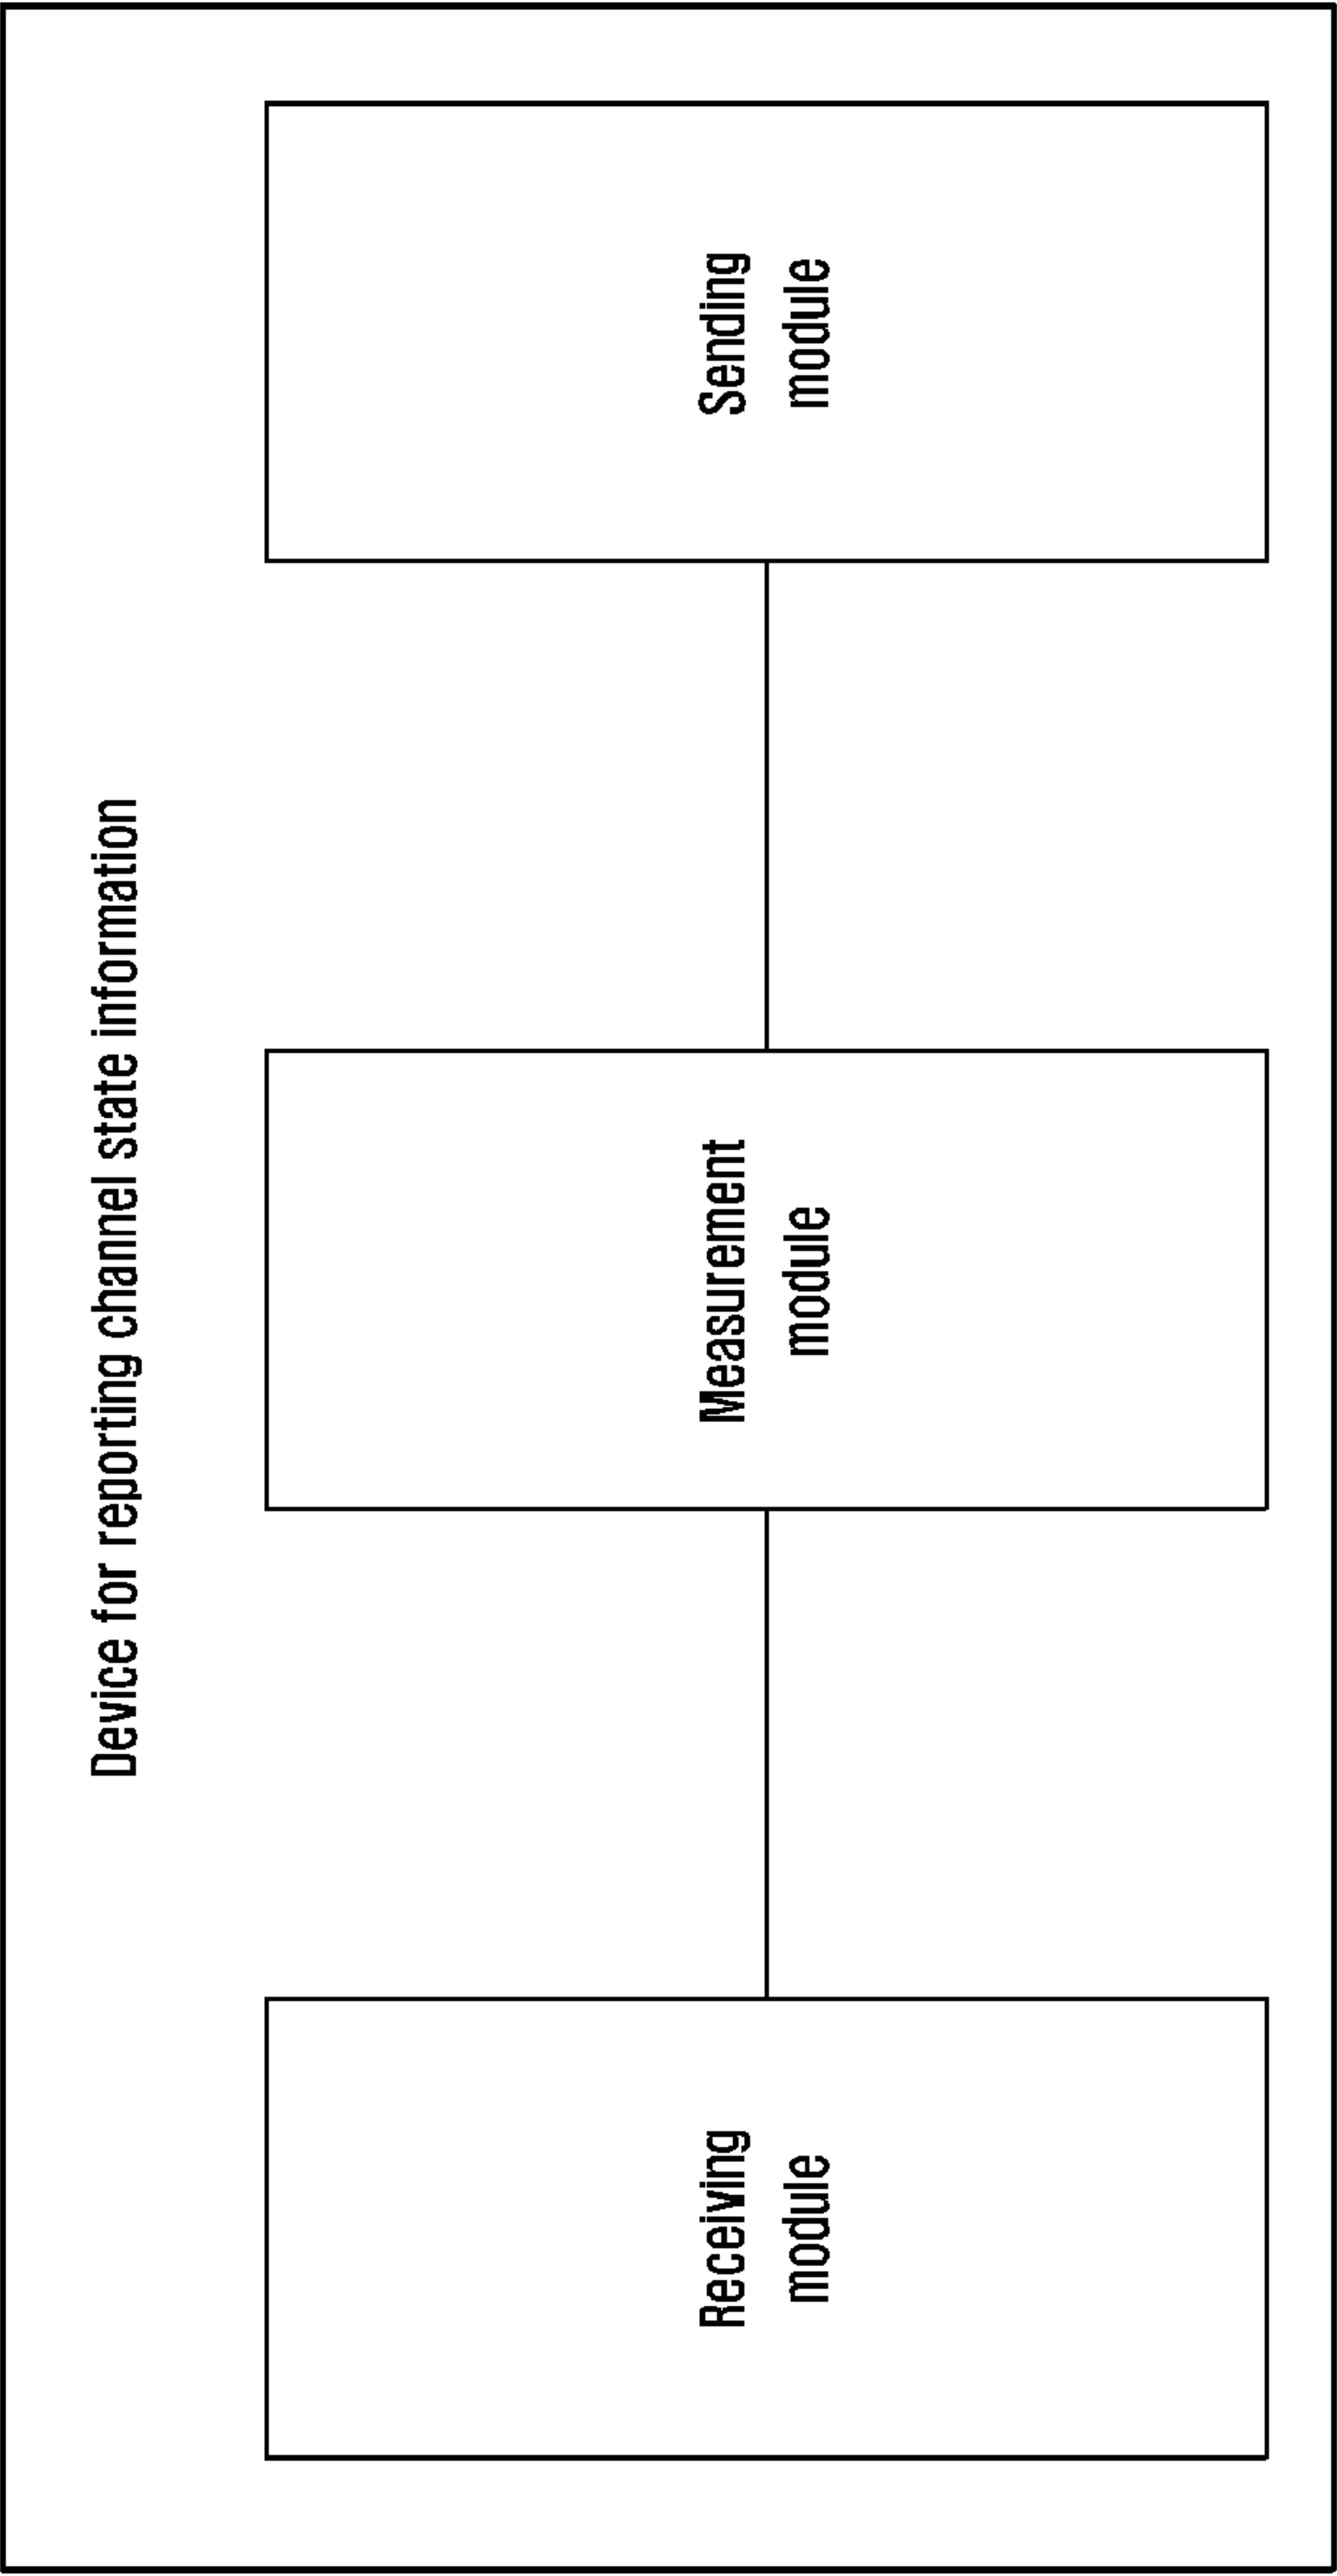 Device for reporting channel state information
Receiving
module
Measurement
module
Sending
module